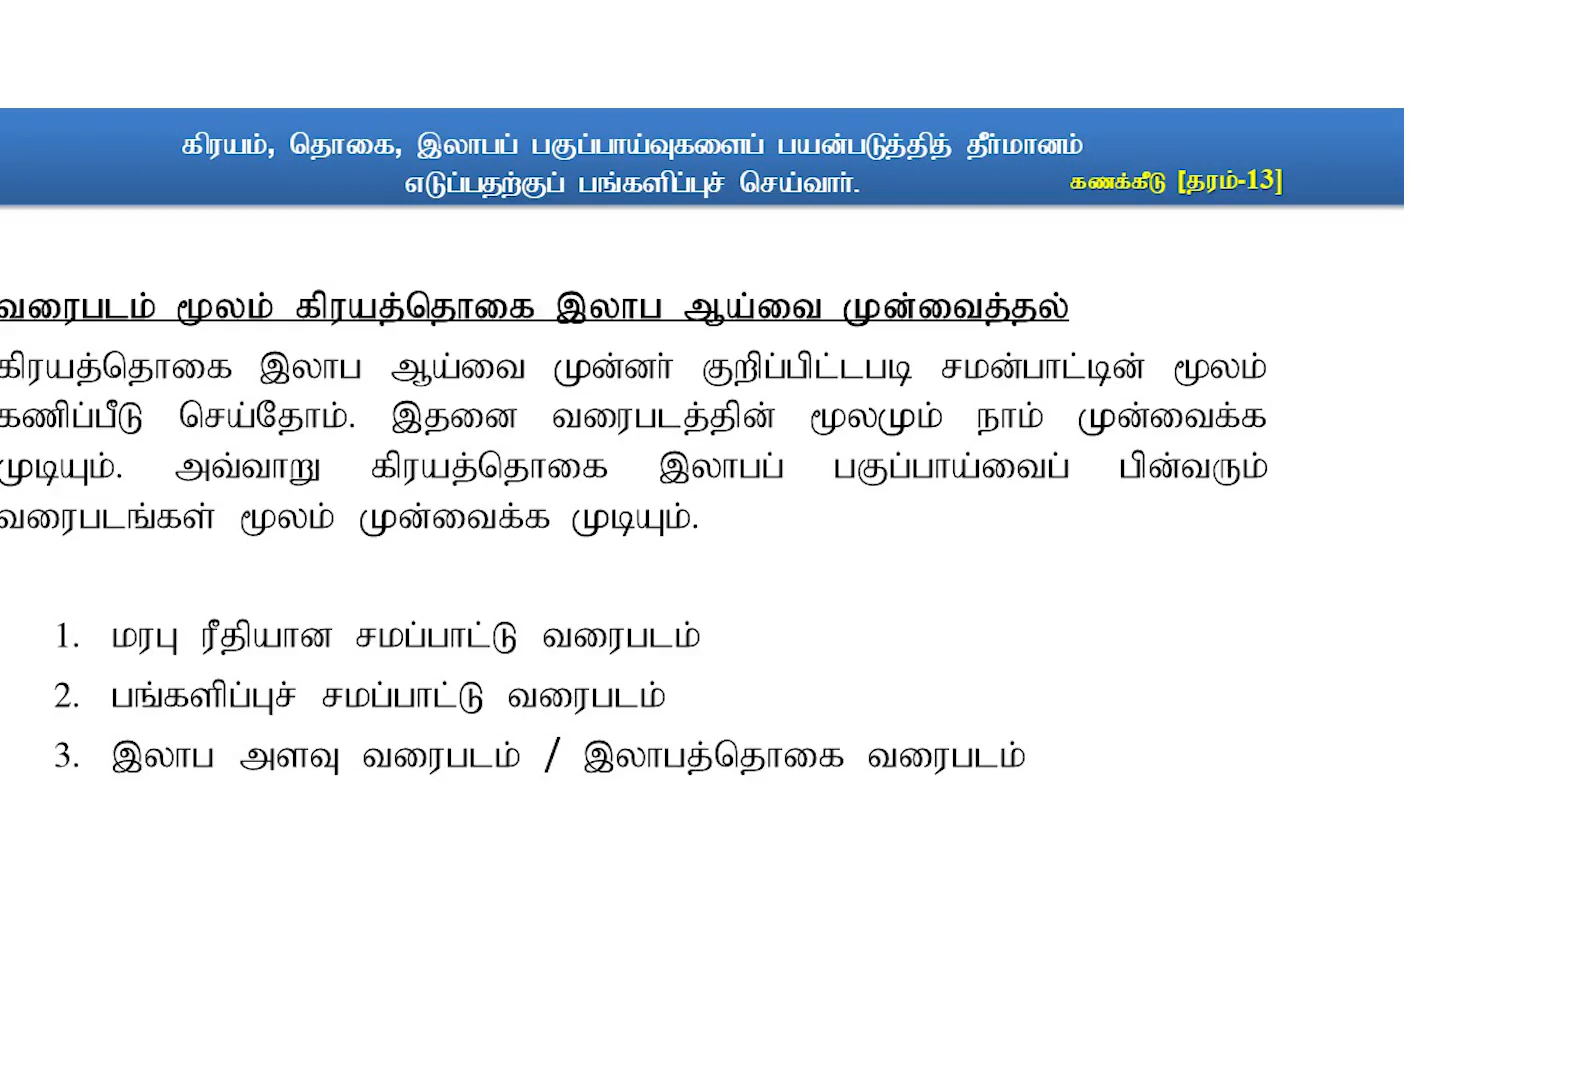 கிரயம், தொகை, இலாபப் பகுப்பாய்வுகளைப் பயன்படுத்தித் தீர்மானம்
எடுப்பதற்குப் பங்களிப்புச் செய்வார்.
கணக்கீடு [தரம்-13]
வரைபடம் மூலம் கிரயத்தொகை இலாப ஆய்வை முன்வைத்தல்
கிரயத்தொகை இலாப ஆய்வை முன்னர் குறிப்பிட்டபடி சமன்பாட்டின் மூலம்
கணிப்பீடு செய்தோம். இதனை வரைபடத்தின் மூலமும் நாம் முன்வைக்க
முடியும். அவ்வாறு கிரயத்தொகை இலாபப் பகுப்பாய்வைப் பின்வரும்
வரைபடங்கள் மூலம் முன்வைக்க முடியும்.
1. மரபு ரீதியான சமப்பாட்டு வரைபடம்
2. பங்களிப்புச் சமப்பாட்டு வரைபடம்
3. இலாப அளவு வரைபடம் / இலாபத்தொகை வரைபடம்